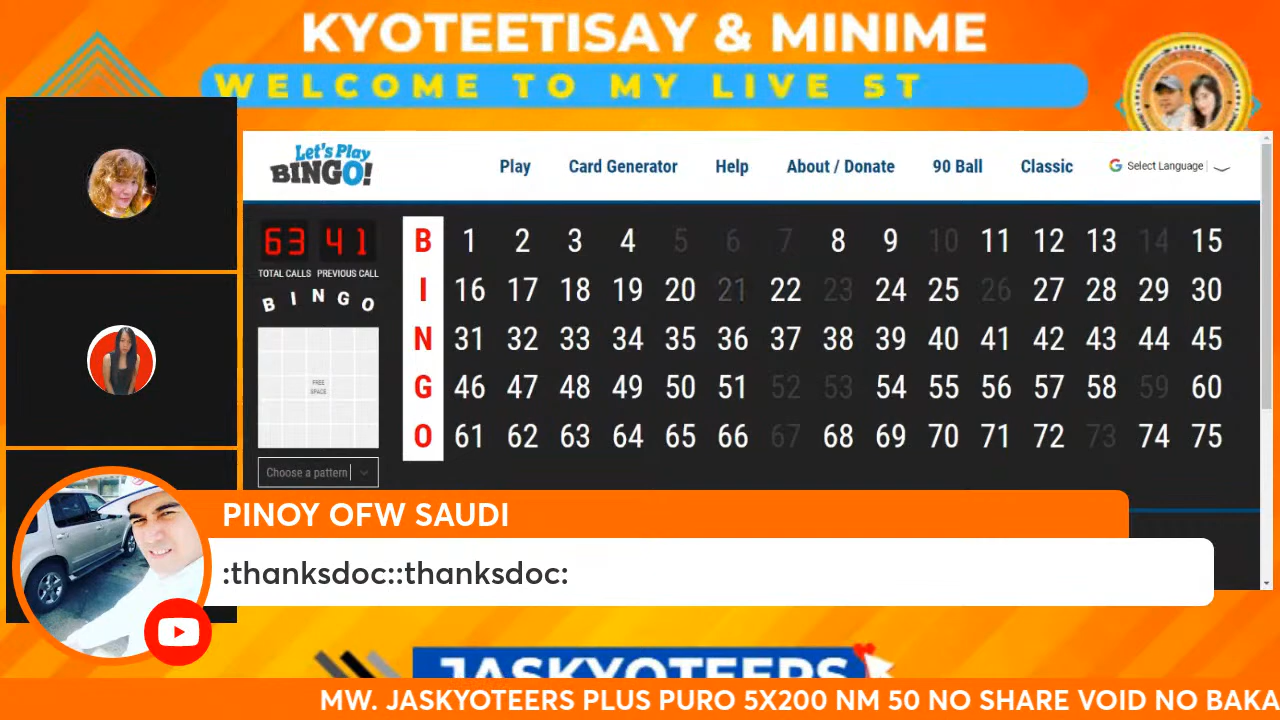 KYOTEETISAY & MINIME
WELCOME TO MY LIVE ST
Let's Play
BINGO!
Play Card Generator Help About / Donate 90 Ball Classic Select Language
63 41
TOTAL CALLS PREVIOUS CALL
BINGO
FREE
SPACE
Choose a pattern
B 1 2 3 4 5 6 7 8 9 10 11 12 13 14 15
I 16 17 18 19 20 21 22 23 24 25 26 27 28 29 30
N 31 32 33 34 35 36 37 38 39 40 41 42 43 44 45
G 46 47 48 49 50 51 52 53 54 55 56 57 58 59 60
O 61 62 63 64 65 66 67 68 69 70 71 72 73 74 75
PINOY OFW SAUDI
:thanksdoc::thanksdoc:
JASKYOTEERS
MW. JASKYOTEERS PLUS PURO 5X200 NM 50 NO SHARE VOID NO BAKA